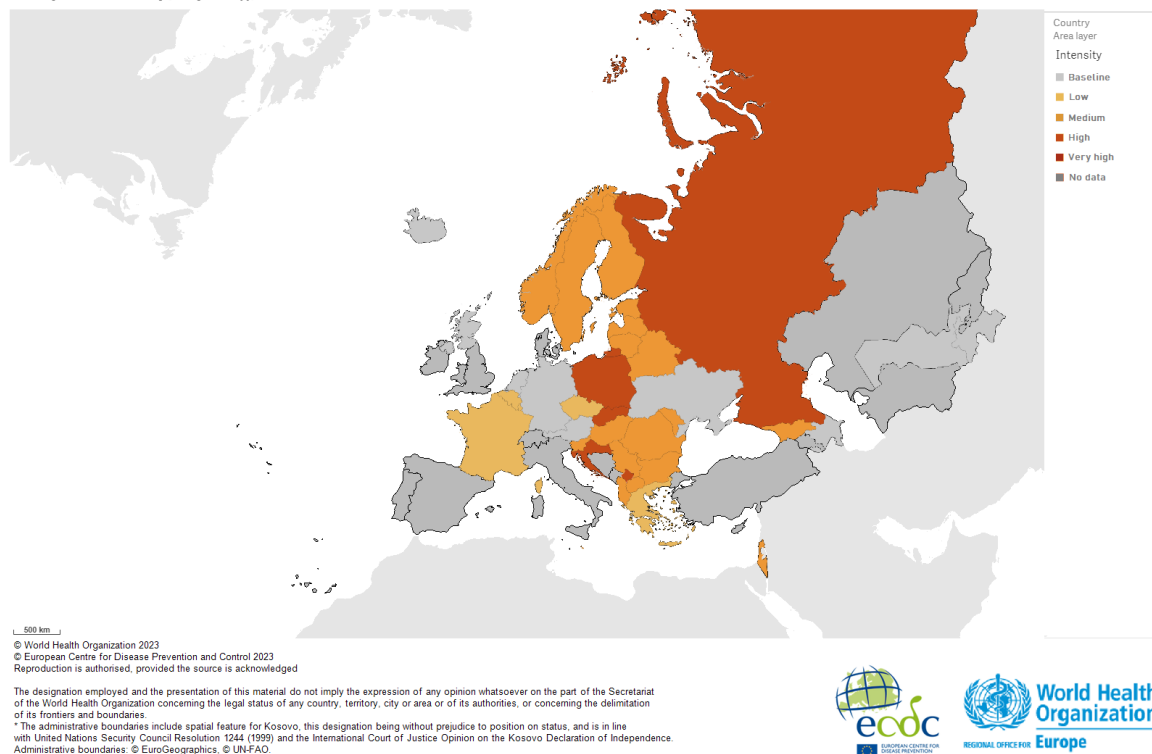 Country
Area layer
Intensity
Baseline
Low
Medium
High
Very high
No data
500 km
© World Health Organization 2023
© European Centre for Disease Prevention and Control 2023
Reproduction is authorised, provided the source is acknowledged
The designation employed and the presentation of this material do not imply the expression of any opinion whatsoever on the part of the Secretariat
of the World Health Organization concerning the legal status of any country, territory, city or area or of its authorities, or concerning the delimitation
of its frontiers and boundaries.
* The administrative boundaries include spatial feature for Kosovo, this designation being without prejudice to position on status, and is in line
with United Nations Security Council Resolution 1244 (1999) and the International Court of Justice Opinion on the Kosovo Declaration of Independence.
Administrative boundaries: © EuroGeographics, © UN-FAO.
ecdc
EUROPEAN CENTRE FOR
DISEASE PREVENTION
World Health
Organization
REGIONAL OFFICE FOR Europe